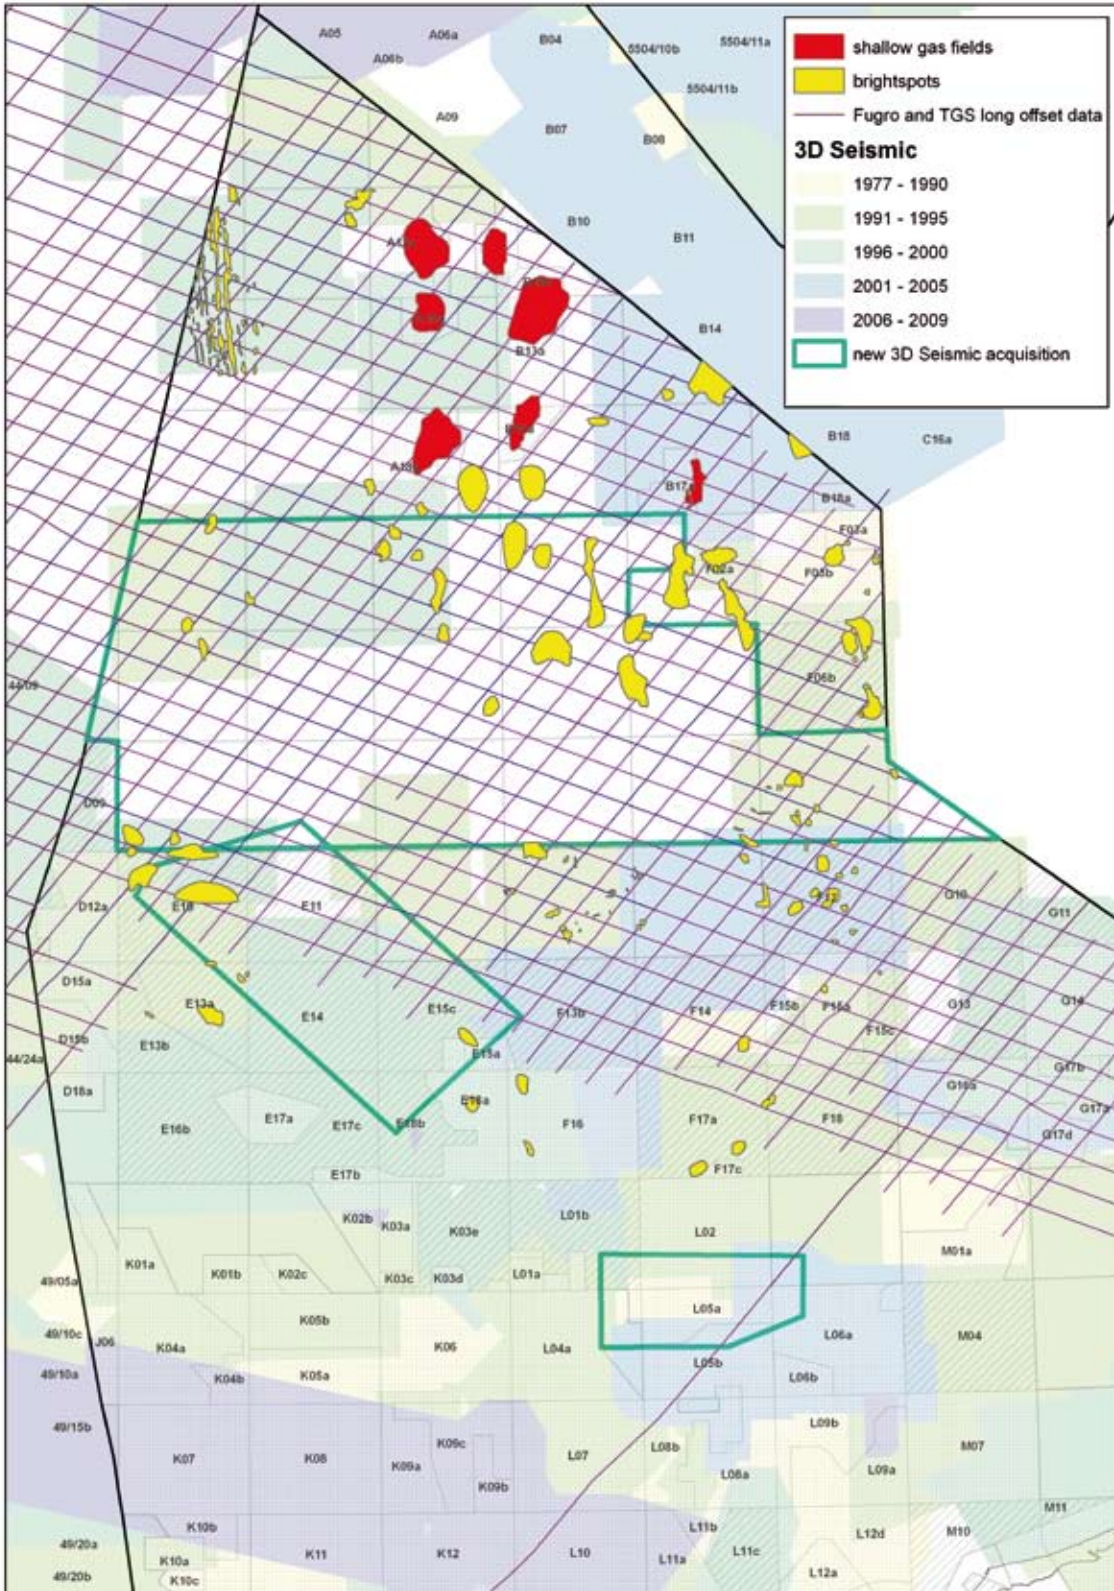 A05
A06a
B04
5504/10b
5504/11a
A06b
5504/11b
A09
B07
B08
B10
B11
B14
B13a
B18
C16a
B17a
B18a
F03a
F02a
F03b
F06b
44/09
D09
D12a
E10
E11
F12
G10
G11
D15a
E13a
E14
E15c
F13b
F14
F15b
F15a
F15c
G13
G14
D15b
E13b
E15a
44/24a
D18a
G16a
G17b
E16b
E17a
E17c
E18b
E18a
F16
F17a
F18
G17a
G17d
E17b
F17c
K02b
K03a
K03e
L01b
L02
M01a
49/05a
K01a
K01b
K02c
K03c
K03d
L01a
L05a
49/10c
J06
K04a
K05b
K06
L04a
L06a
M04
49/10a
K04b
K05a
L05b
L06b
49/15b
K07
K08
K09c
K09a
K09b
L07
L08b
L08a
L09b
L09a
M07
M11
49/20a
K10b
K10a
K11
K12
L10
L11b
L11a
L11c
L12d
M10
49/20b
K10c
L12a
shallow gas fields
brightspots
Fugro and TGS long offset data
3D Seismic
1977 - 1990
1991 - 1995
1996 - 2000
2001 - 2005
2006 - 2009
new 3D Seismic acquisition